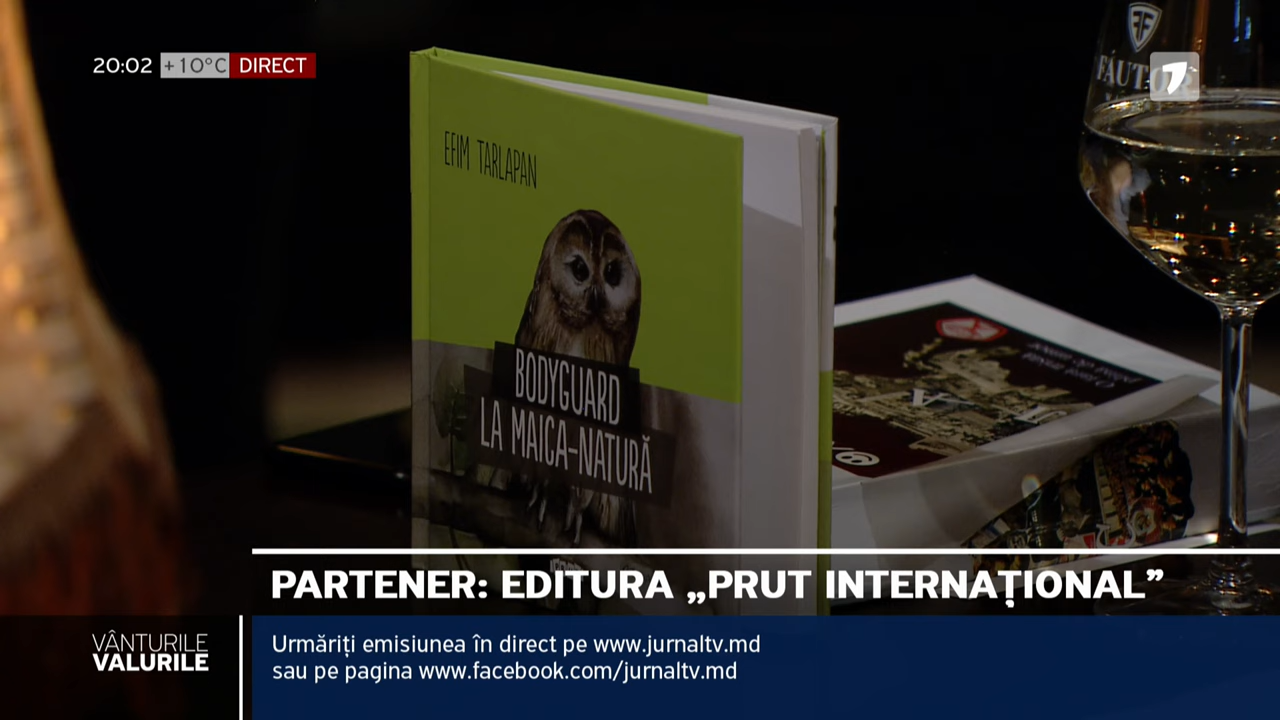 20:02 +10°C DIRECT
FAUTOR
EFIM TARLAPAN
BODYGUARD
LA MAICA-NATURĂ
PARTENER: EDITURA „PRUT INTERNAȚIONAL”
VÂNTURILE
VALURILE
Urmăriți emisiunea în direct pe www.jurnaltv.md
sau pe pagina www.facebook.com/jurnaltv.md